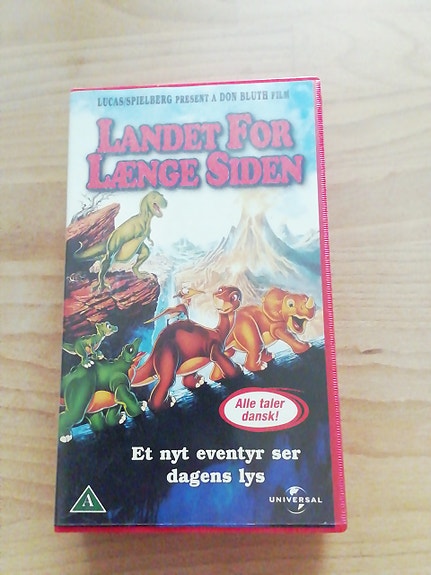 LUCAS/SPIELBERG PRESENT A DON BLUTH FILM
LANDET FOR
LÆNGE SIDEN
Alle taler
dansk!
Et nyt eventyr ser
dagens lys
A
UNIVERSAL